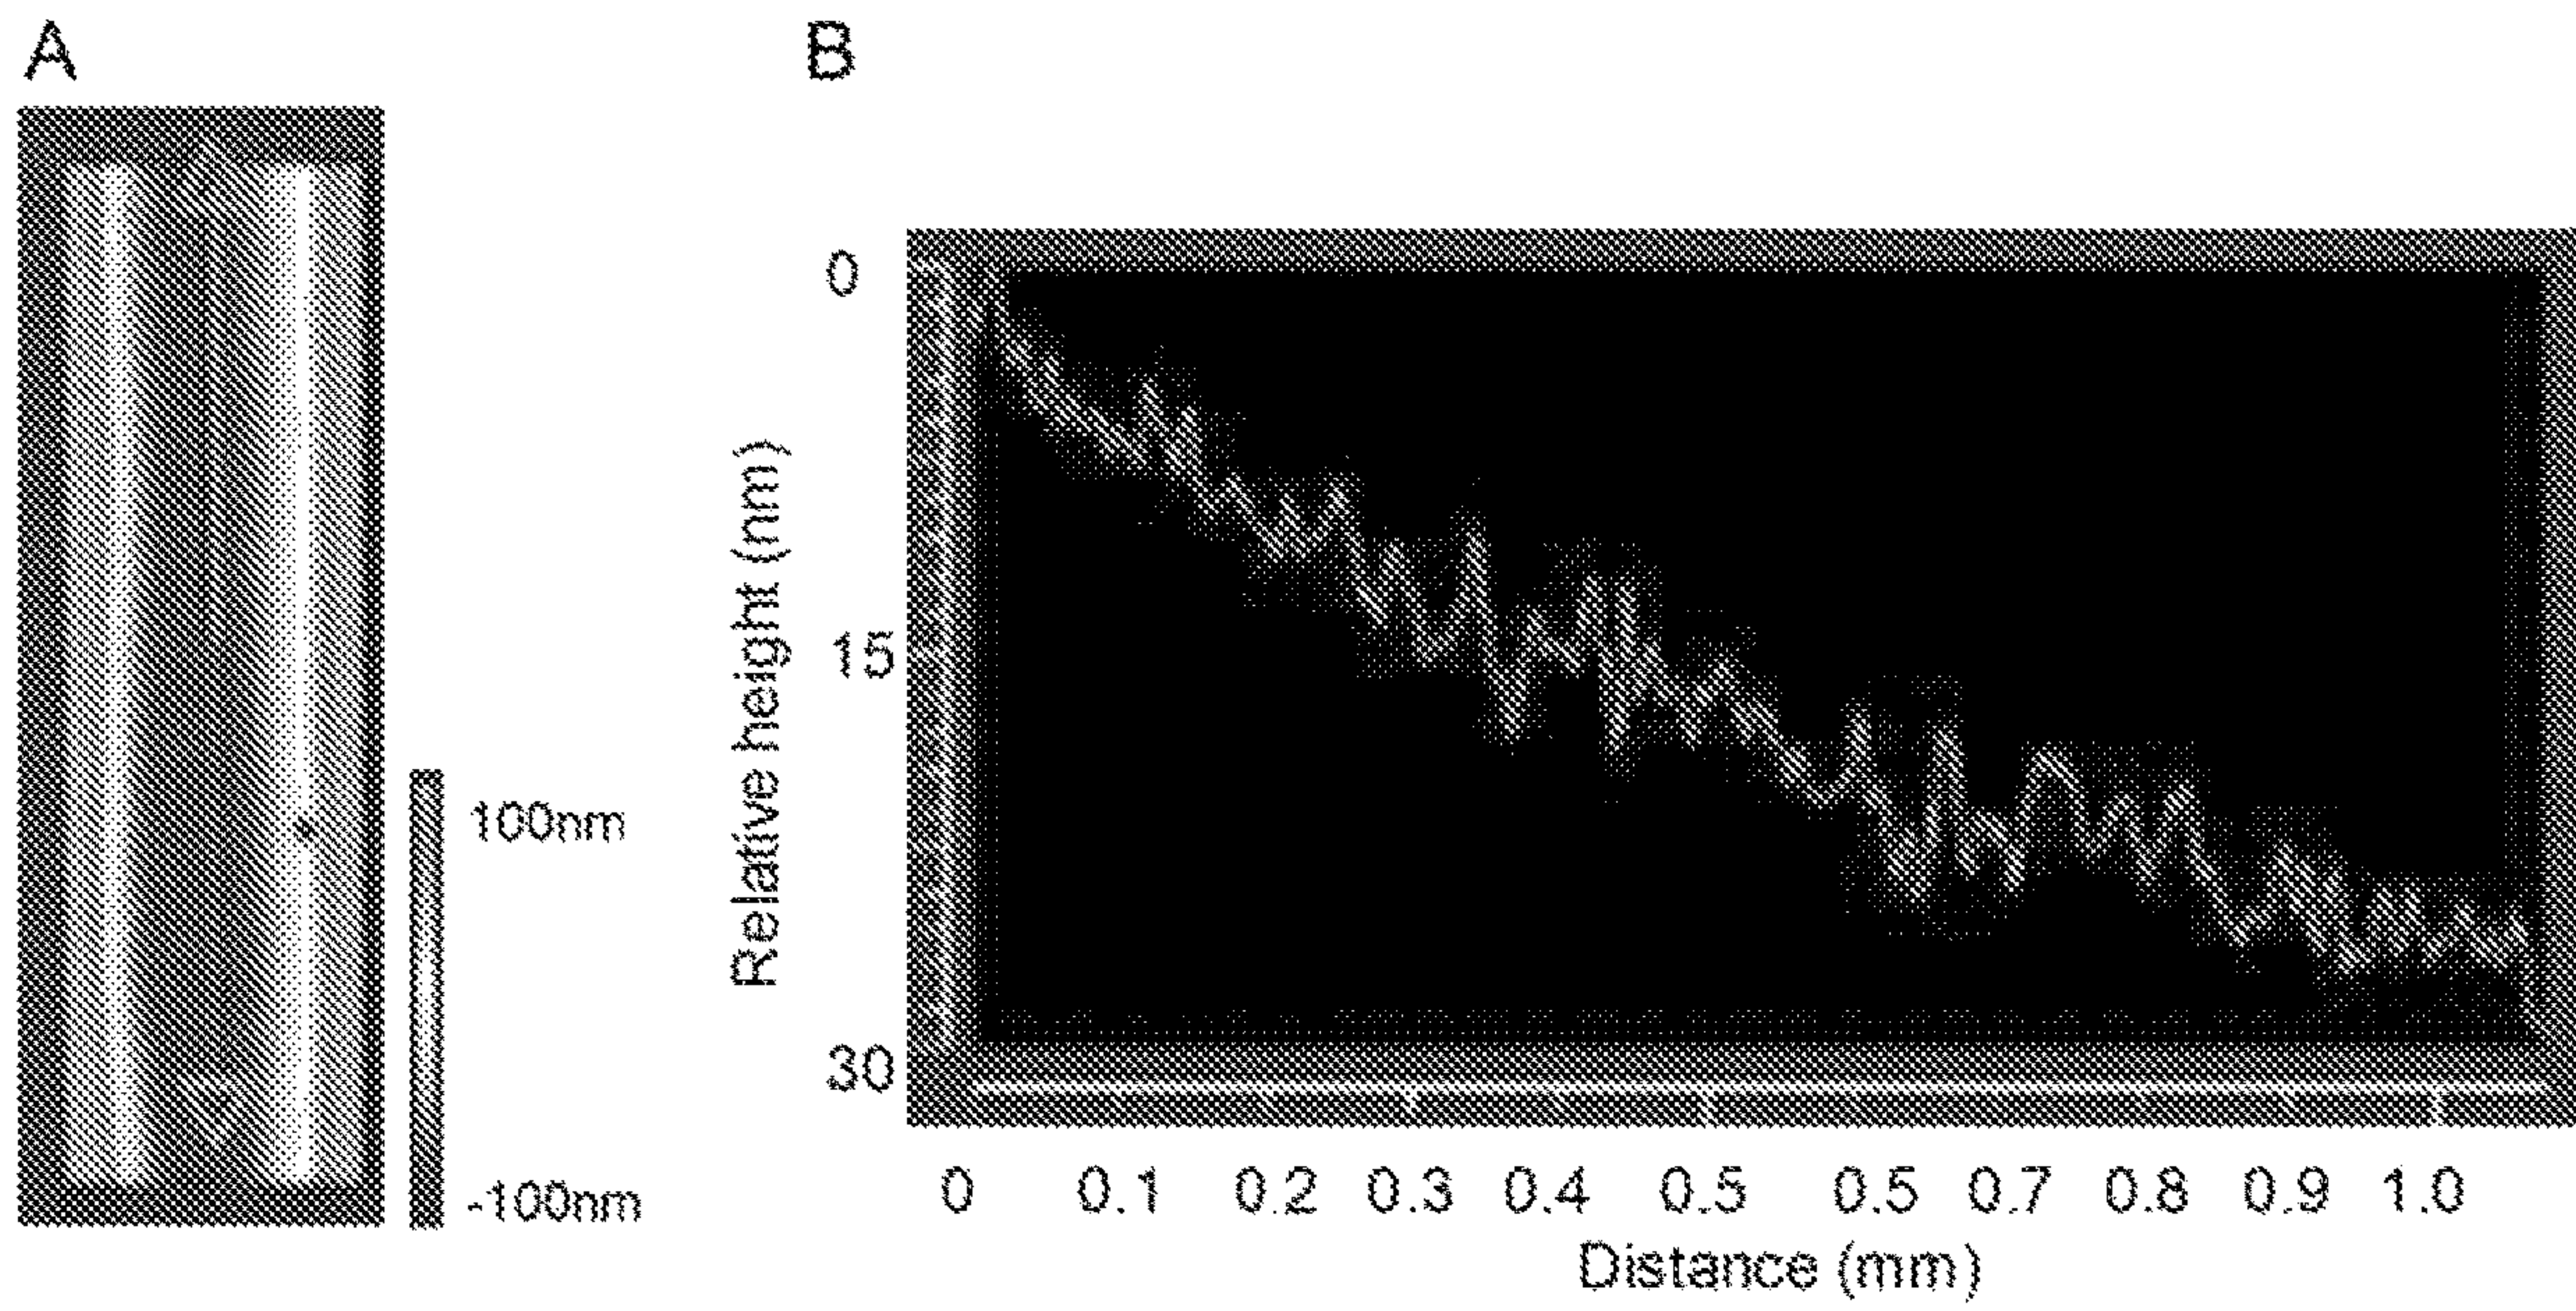 A
B
100nm
-100nm
Relative height (nm)
0
15
30
0 0.1 0.2 0.3 0.4 0.5 0.5 0.7 0.8 0.9 1.0
Distance (mm)